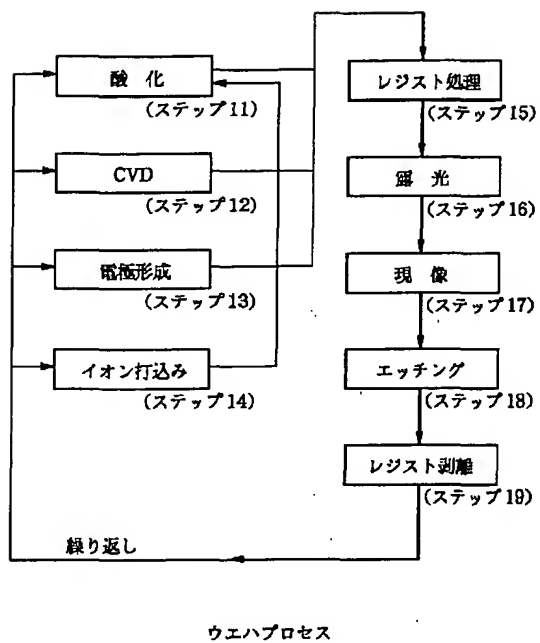 酸 化
(ステップ11)
CVD
(ステップ12)
電極形成
(ステップ13)
イオン打込み
(ステップ14)
レジスト処理
(ステップ15)
露 光
(ステップ16)
現 像
(ステップ17)
エッチング
(ステップ18)
レジスト剥離
(ステップ19)
繰り返し
ウエハプロセス